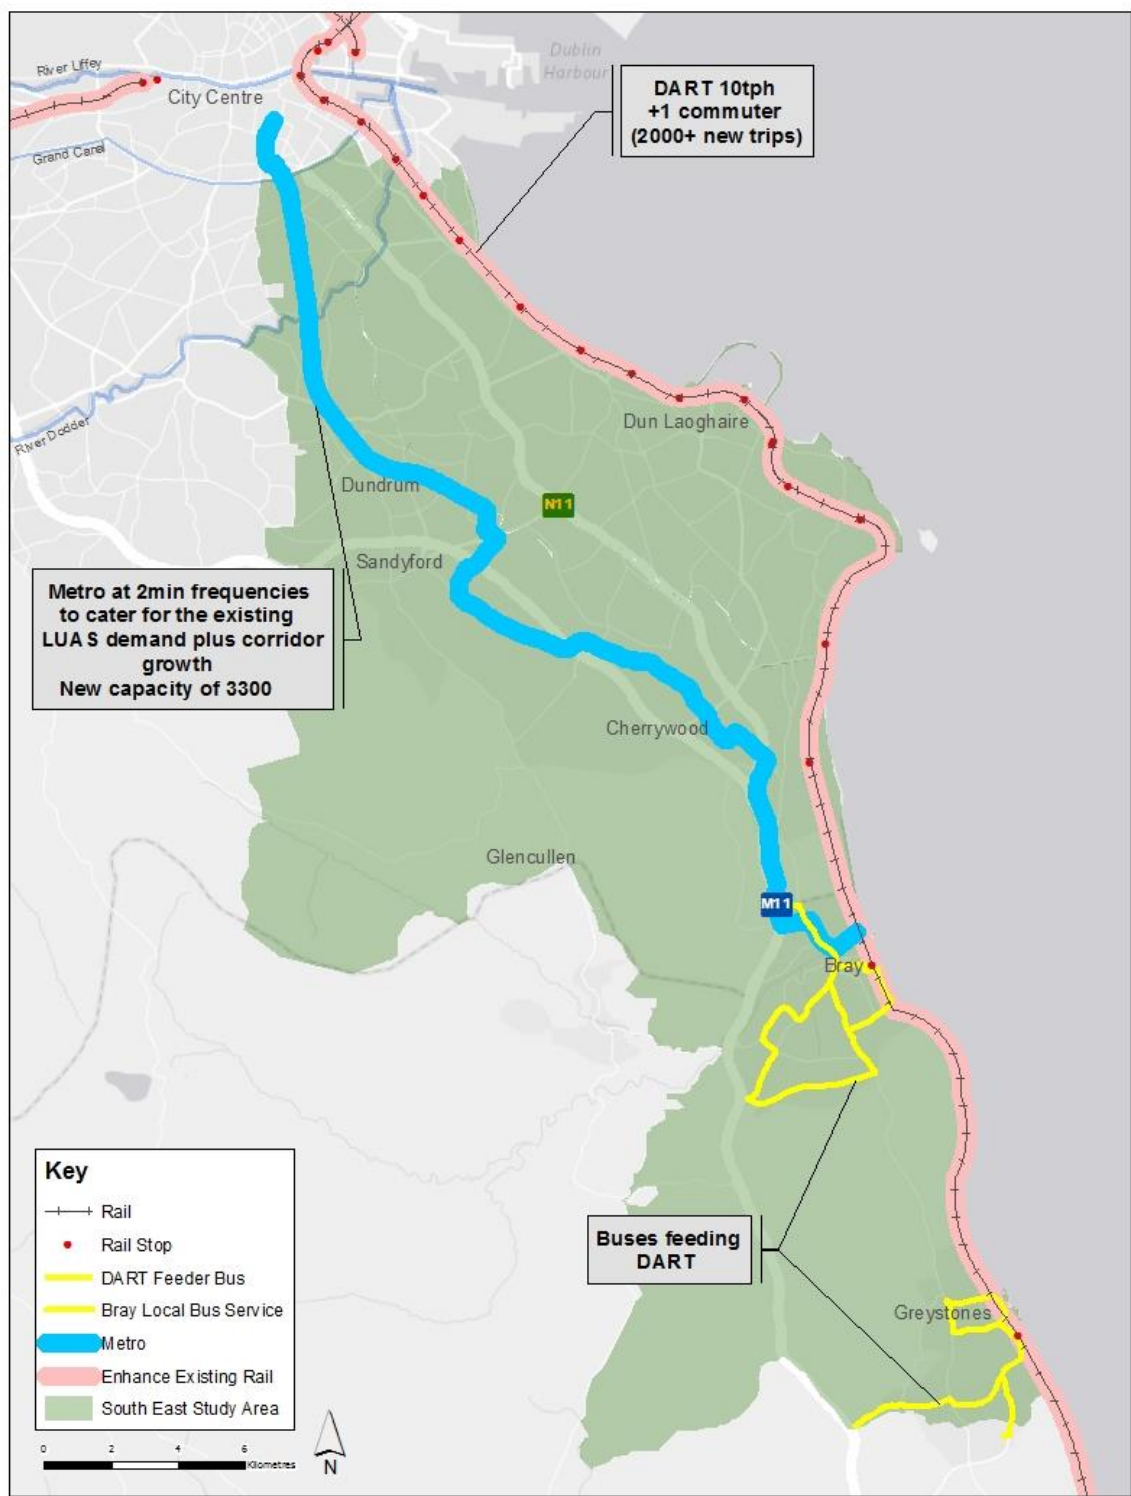 Dublin
Harbour
River Liffey
City Centre
DART 10tph
+1 commuter
(2000+ new trips)
Grand Canal
Dun Laoghaire
River Dodder
Dundrum
N11
Sandyford
Metro at 2min frequencies
to cater for the existing
LUAS demand plus corridor
growth
New capacity of 3300
Cherrywood
Glencullen
M11
Bray
Buses feeding
DART
Greystones
Key
Rail
Rail Stop
DART Feeder Bus
Bray Local Bus Service
Metro
Enhance Existing Rail
South East Study Area
0 2 4 6
Kilometres
N